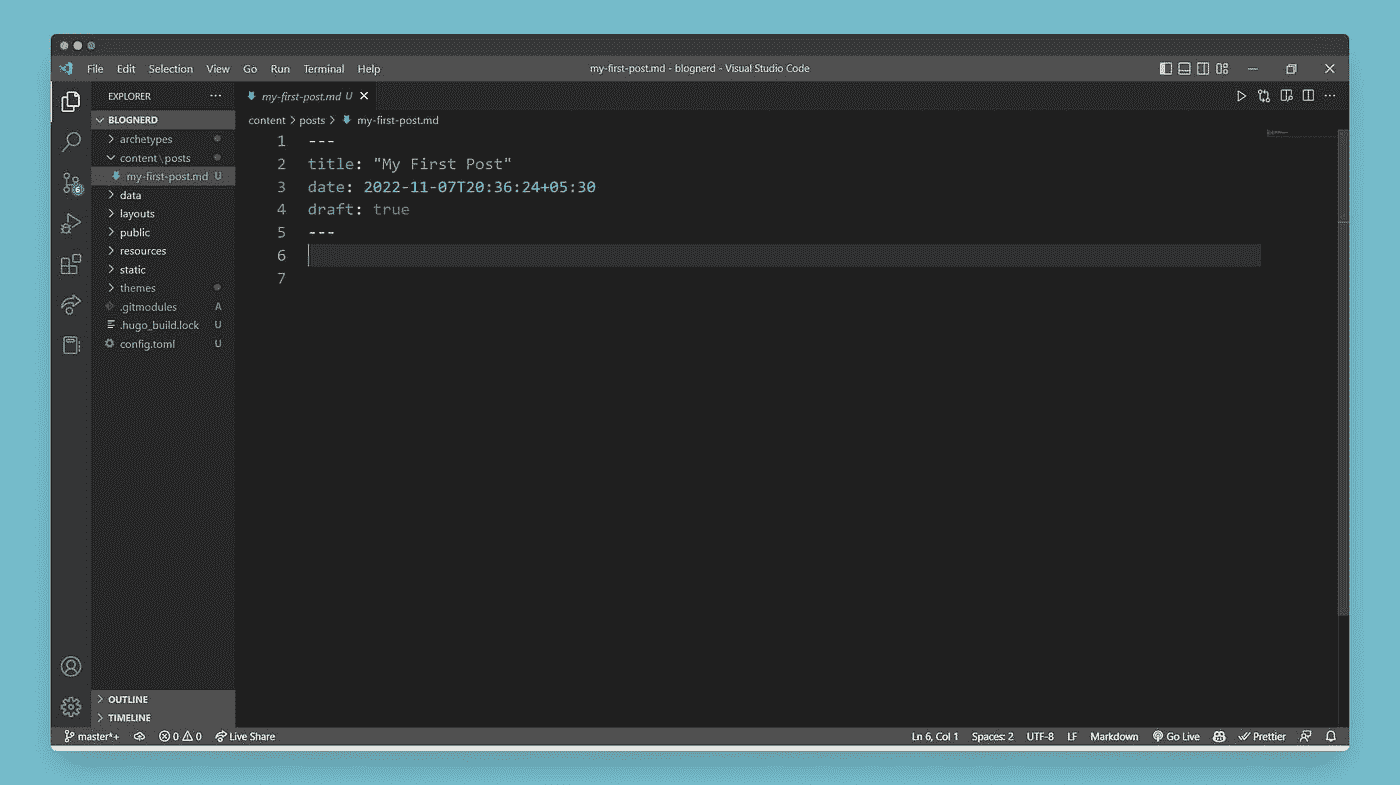 File Edit Selection View Go Run Terminal Help
my-first-post.md - blognerd - Visual Studio Code
EXPLORER
BLOGNERD
archetypes
content \ posts
my-first-post.md U
data
layouts
public
resources
static
themes
.gitmodules A
.hugo_build.lock U
config.toml U
OUTLINE
TIMELINE
my-first-post.md U
content > posts > my-first-post.md
1 ---
2 title: "My First Post"
3 date: 2022-11-07T20:36:24+05:30
4 draft: true
5 ---
6
7
6
master*+ 0 0 Live Share
Ln 6, Col 1 Spaces: 2 UTF-8 LF Markdown Go Live Prettier